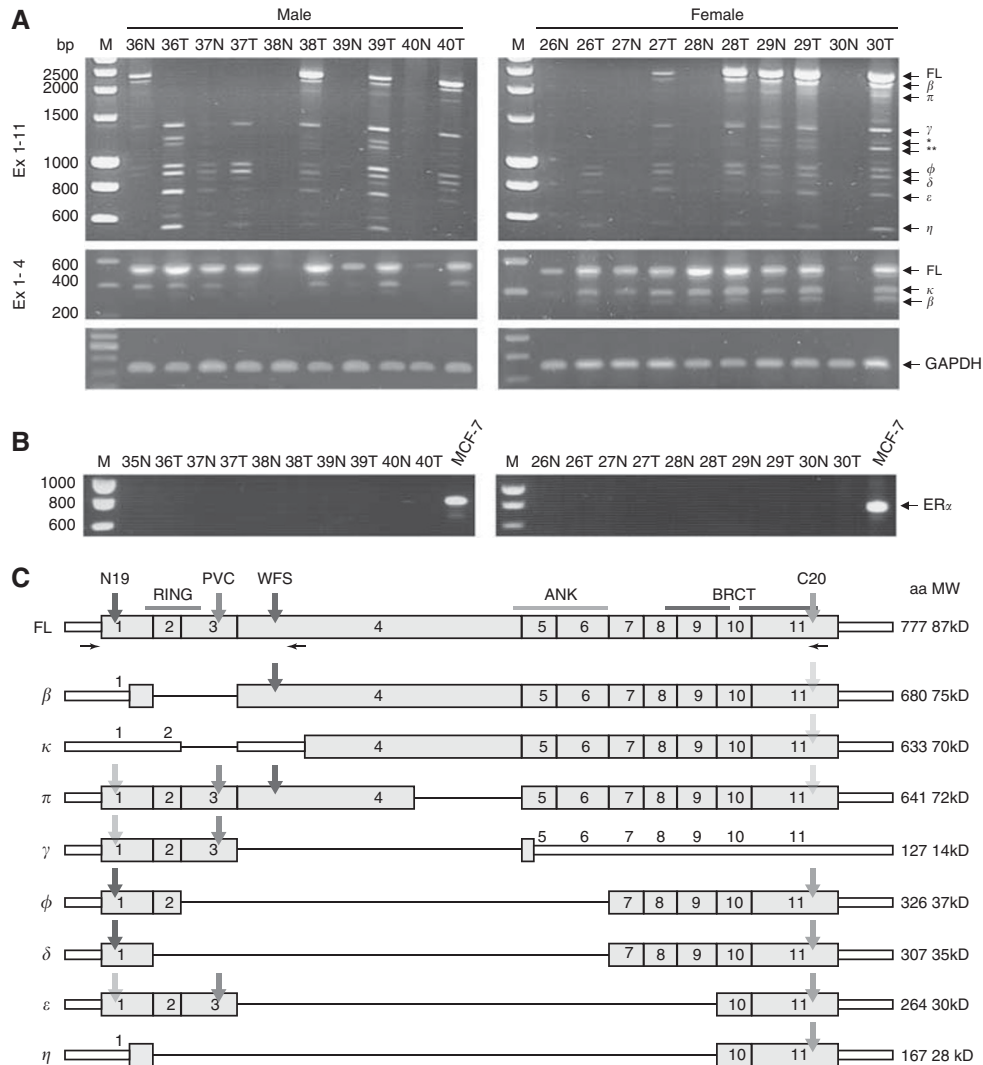 A
Male
Female
bp M 36N 36T 37N 37T 38N 38T 39N 39T 40N 40T
M 26N 26T 27N 27T 28N 28T 29N 29T 30N 30T
Ex 1-11
2500
2000
1500
1000
800
600
FL
β
π
γ
*
**
ϕ
δ
ε
η
Ex 1- 4
600
400
200
FL
κ
β
GAPDH
B
M 35N 36T 37N 37T 38N 38T 39N 39T 40N 40T MCF-7
M 26N 26T 27N 27T 28N 28T 29N 29T 30N 30T MCF-7
1000
800
600
ERα
C
N19 RING PVC WFS ANK BRCT C20 aa MW
FL 1 2 3 4 5 6 7 8 9 10 11 777 87kD
β 1 4 5 6 7 8 9 10 11 680 75kD
κ 1 2 4 5 6 7 8 9 10 11 633 70kD
π 1 2 3 4 5 6 7 8 9 10 11 641 72kD
γ 1 2 3 5 6 7 8 9 10 11 127 14kD
ϕ 1 2 7 8 9 10 11 326 37kD
δ 1 7 8 9 10 11 307 35kD
ε 1 2 3 10 11 264 30kD
η 1 10 11 167 28 kD